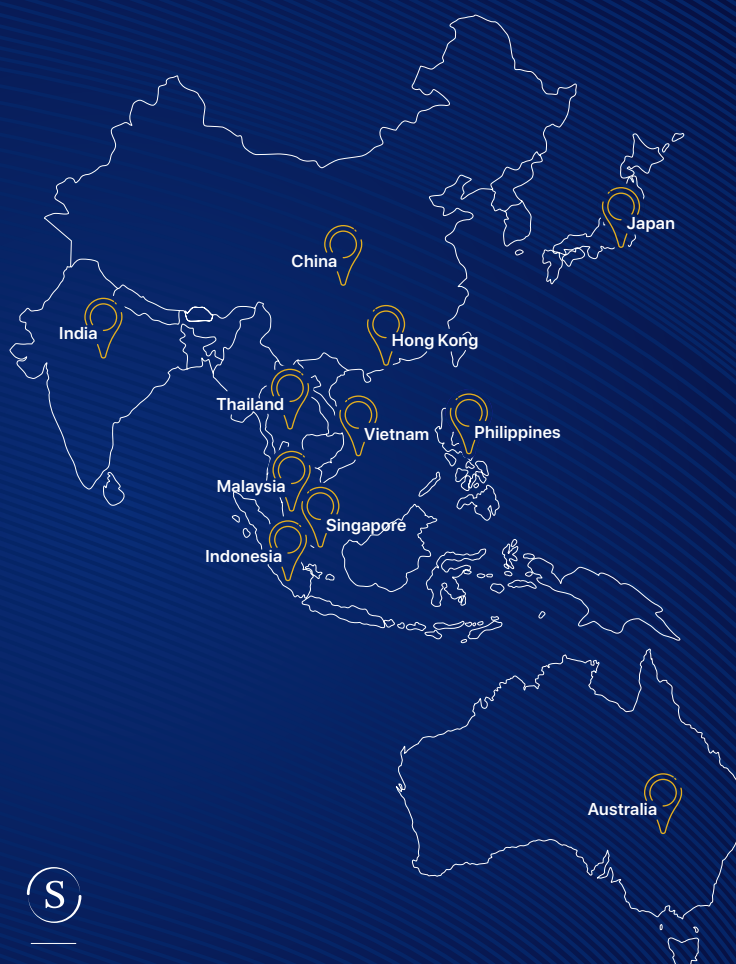 Japan
China
India
Hong Kong
Thailand
Vietnam
Philippines
Malaysia
Singapore
Indonesia
Australia
S